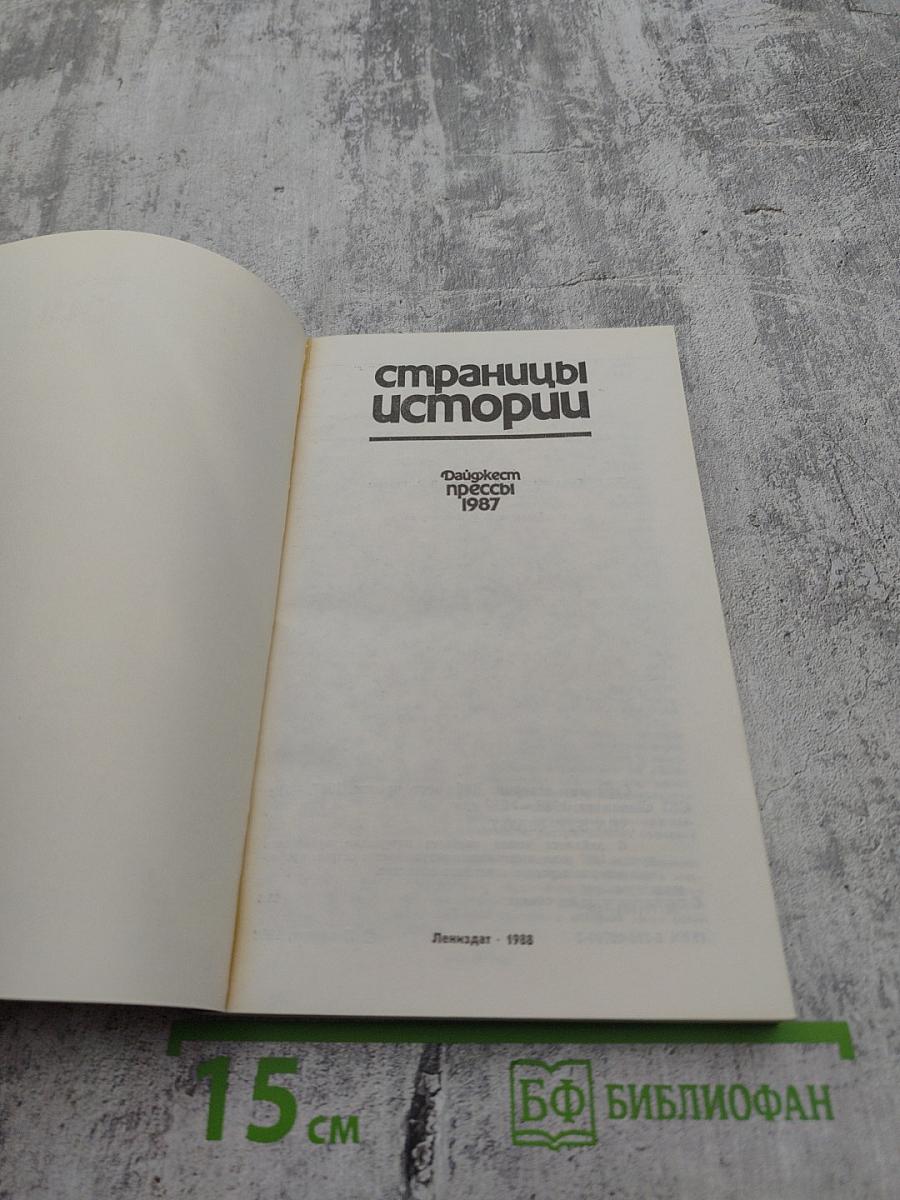 страницы
истории
Дайджест
прессы
1987
Лениздат · 1988
15 см
БФ БИБЛИОФАН